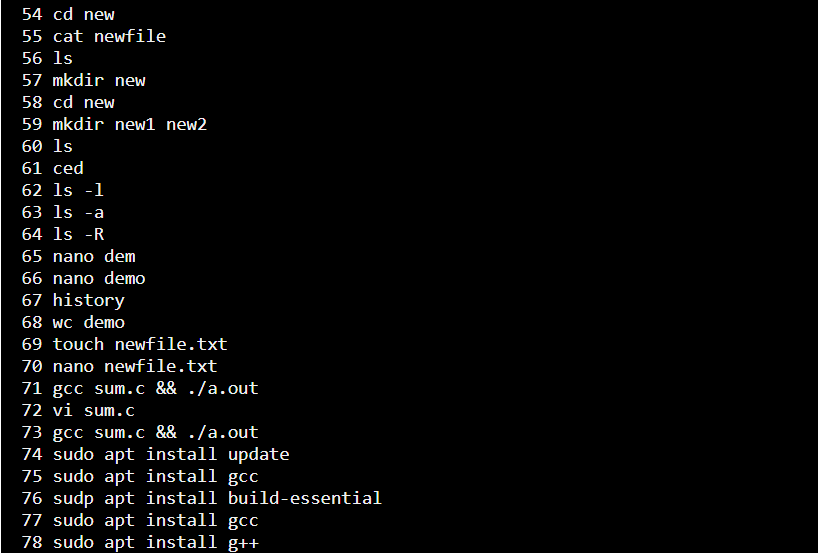 54 cd new
55 cat newfile
56 ls
57 mkdir new
58 cd new
59 mkdir new1 new2
60 ls
61 ced
62 ls -l
63 ls -a
64 ls -R
65 nano dem
66 nano demo
67 history
68 wc demo
69 touch newfile.txt
70 nano newfile.txt
71 gcc sum.c && ./a.out
72 vi sum.c
73 gcc sum.c && ./a.out
74 sudo apt install update
75 sudo apt install gcc
76 sudp apt install build-essential
77 sudo apt install gcc
78 sudo apt install g++